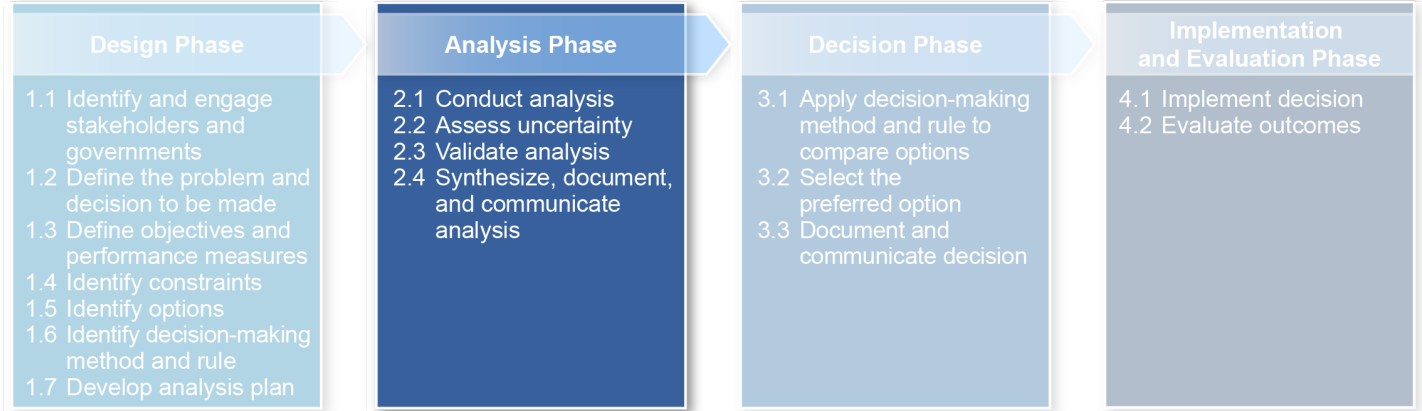 Design Phase
1.1 Identify and engage
stakeholders and
governments
1.2 Define the problem and
decision to be made
1.3 Define objectives and
performance measures
1.4 Identify constraints
1.5 Identify options
1.6 Identify decision-making
method and rule
1.7 Develop analysis plan
Analysis Phase
2.1 Conduct analysis
2.2 Assess uncertainty
2.3 Validate analysis
2.4 Synthesize, document,
and communicate
analysis
Decision Phase
3.1 Apply decision-making
method and rule to
compare options
3.2 Select the
preferred option
3.3 Document and
communicate decision
Implementation
and Evaluation Phase
4.1 Implement decision
4.2 Evaluate outcomes